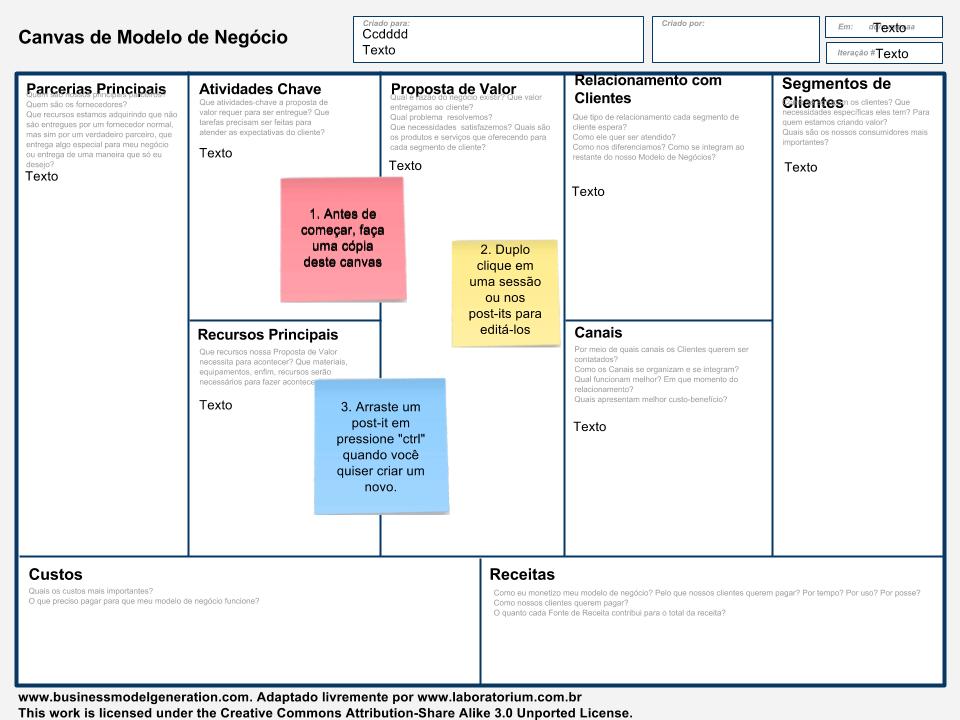 Canvas de Modelo de Negócio
Criado para:
Ccdddd
Texto
Criado por:
Em:
Texto
Iteração #
Texto
Parcerias Principais
Quem são nossos principais parceiros?
Quem são os fornecedores?
Que recursos estamos adquirindo que não
são entregues por um fornecedor normal,
mas sim por um verdadeiro parceiro, que
entrega algo especial para meu negócio
ou entrega de uma maneira que só eu
desejo?
Texto
Atividades Chave
Que atividades-chave a proposta de
valor requer para ser entregue? Que
tarefas precisam ser feitas para
atender as expectativas do cliente?
Texto
Proposta de Valor
Qual a razão do negócio existir? Que valor
entregamos ao cliente?
Qual problema resolvemos?
Que necessidades satisfazemos? Quais são
os produtos e serviços que oferecendo para
cada segmento de cliente?
Texto
Relacionamento com
Clientes
Que tipo de relacionamento cada segmento de
cliente espera?
Como ele quer ser atendido?
Como nos diferenciamos? Como se integram ao
restante do nosso Modelo de Negócios?
Texto
Segmentos de
Clientes
os clientes? Que
necessidades específicas eles tem? Para
quem estamos criando valor?
Quais são os nossos consumidores mais
importantes?
Texto
1. Antes de
começar, faça
uma cópia
deste canvas
2. Duplo
clique em
uma sessão
ou nos
post-its para
editá-los
Recursos Principais
Que recursos nossa Proposta de Valor
necessita para acontecer? Que materiais,
equipamentos, enfim, recursos serão
necessários para fazer
Texto
3. Arraste um
post-it em
pressione "ctrl"
quando você
quiser criar um
novo.
Canais
Por meio de quais canais os Clientes querem ser
contatados?
Como os Canais se organizam e se integram?
Qual funcionam melhor? Em que momento do
relacionamento?
Quais apresentam melhor custo-benefício?
Texto
Custos
Quais os custos mais importantes?
O que preciso pagar para que meu modelo de negócio funcione?
Receitas
Como eu monetizo meu modelo de negócio? Pelo que nossos clientes querem pagar? Por tempo? Por uso? Por posse?
Como nossos clientes querem pagar?
O quanto cada Fonte de Receita contribui para o total da receita?
www.businessmodelgeneration.com. Adaptado livremente por www.laboratorium.com.br
This work is licensed under the Creative Commons Attribution-Share Alike 3.0 Unported License.